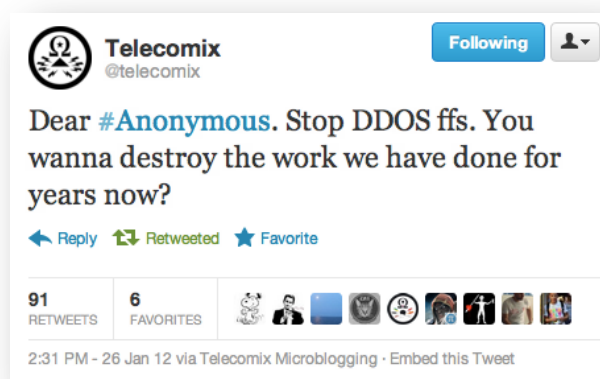 Telecomix
@telecomix
Following
Dear #Anonymous. Stop DDOS ffs. You
wanna destroy the work we have done for
years now?
Reply Retweeted Favorite
91 RETWEETS
6 FAVORITES
2:31 PM - 26 Jan 12 via Telecomix Microblogging · Embed this Tweet